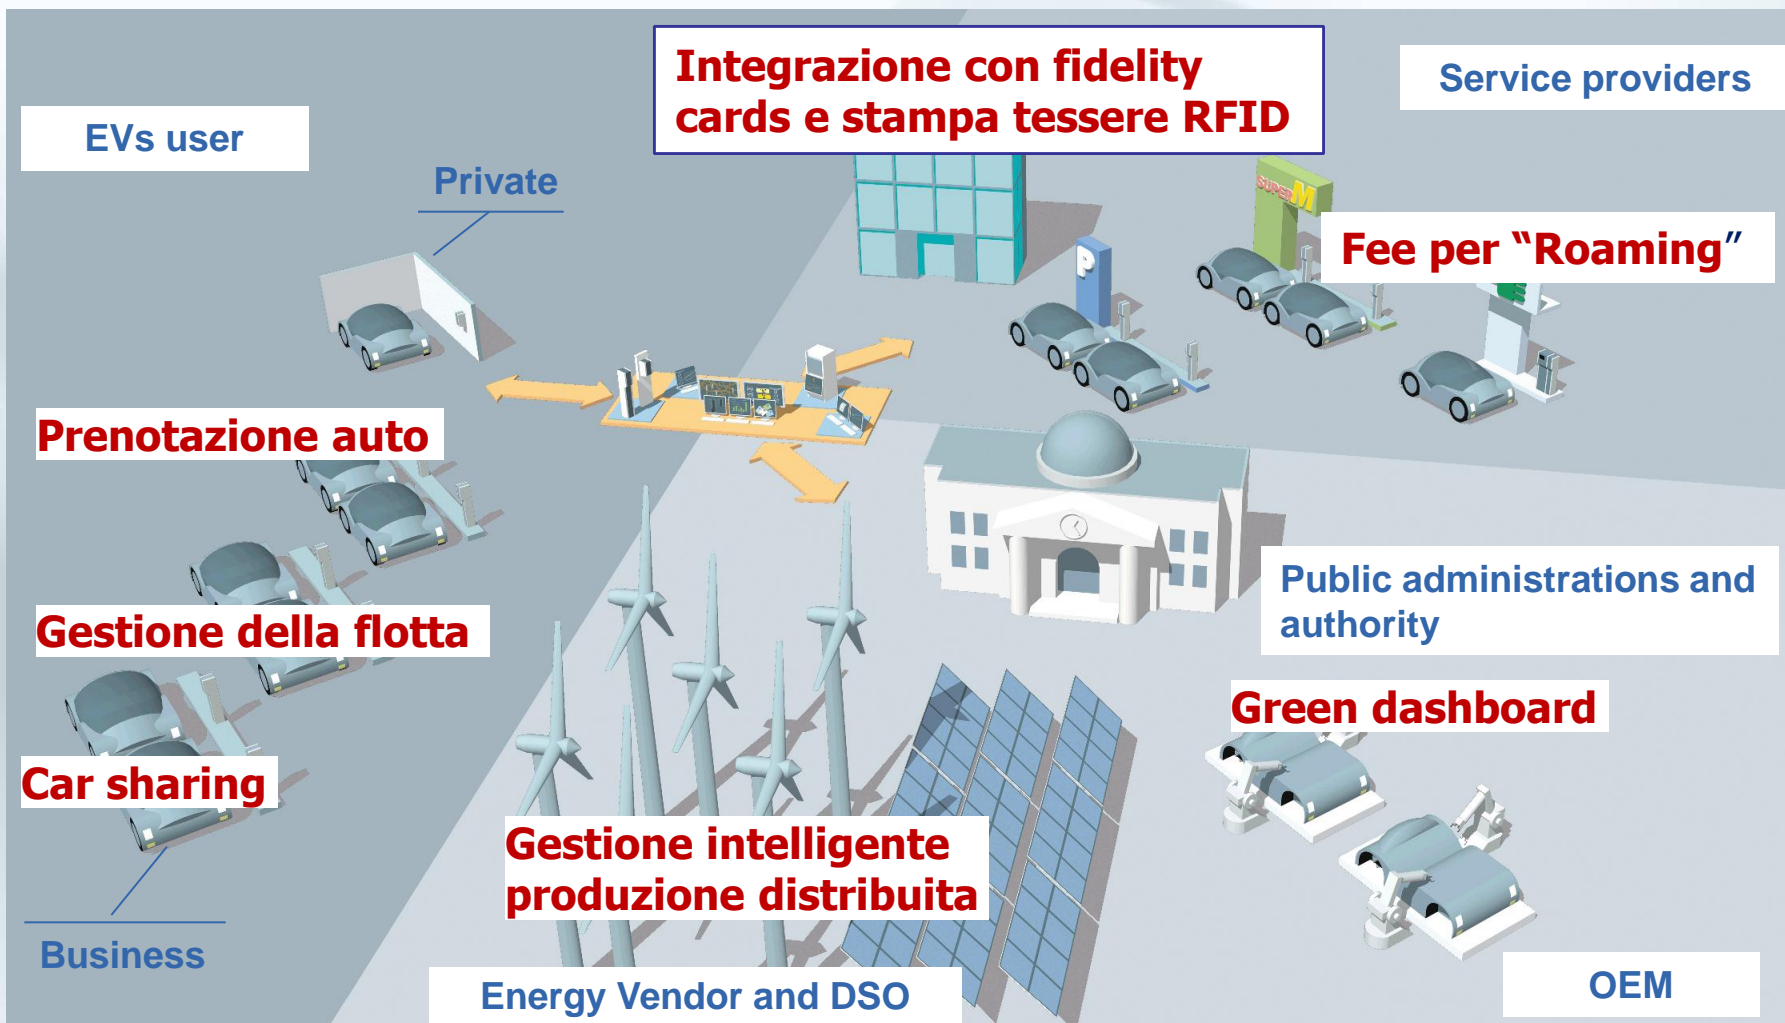 Integrazione con fidelity
cards e stampa tessere RFID
Service providers
EVs user
Private
SUPERM
Fee per “Roaming”
P
Prenotazione auto
Public administrations and
authority
Gestione della flotta
Green dashboard
Car sharing
Gestione intelligente
produzione distribuita
Business
Energy Vendor and DSO
OEM